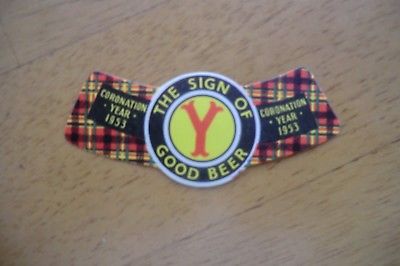 CORONATION
· YEAR ·
1953
THE SIGN OF
Y
GOOD BEER
CORONATION
· YEAR ·
1953